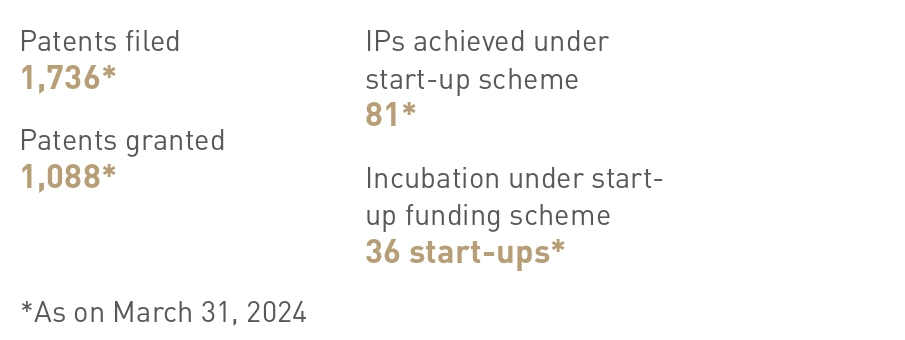 Patents filed
1,736*
Patents granted
1,088*
IPs achieved under
start-up scheme
81*
Incubation under start-
up funding scheme
36 start-ups*
*As on March 31, 2024